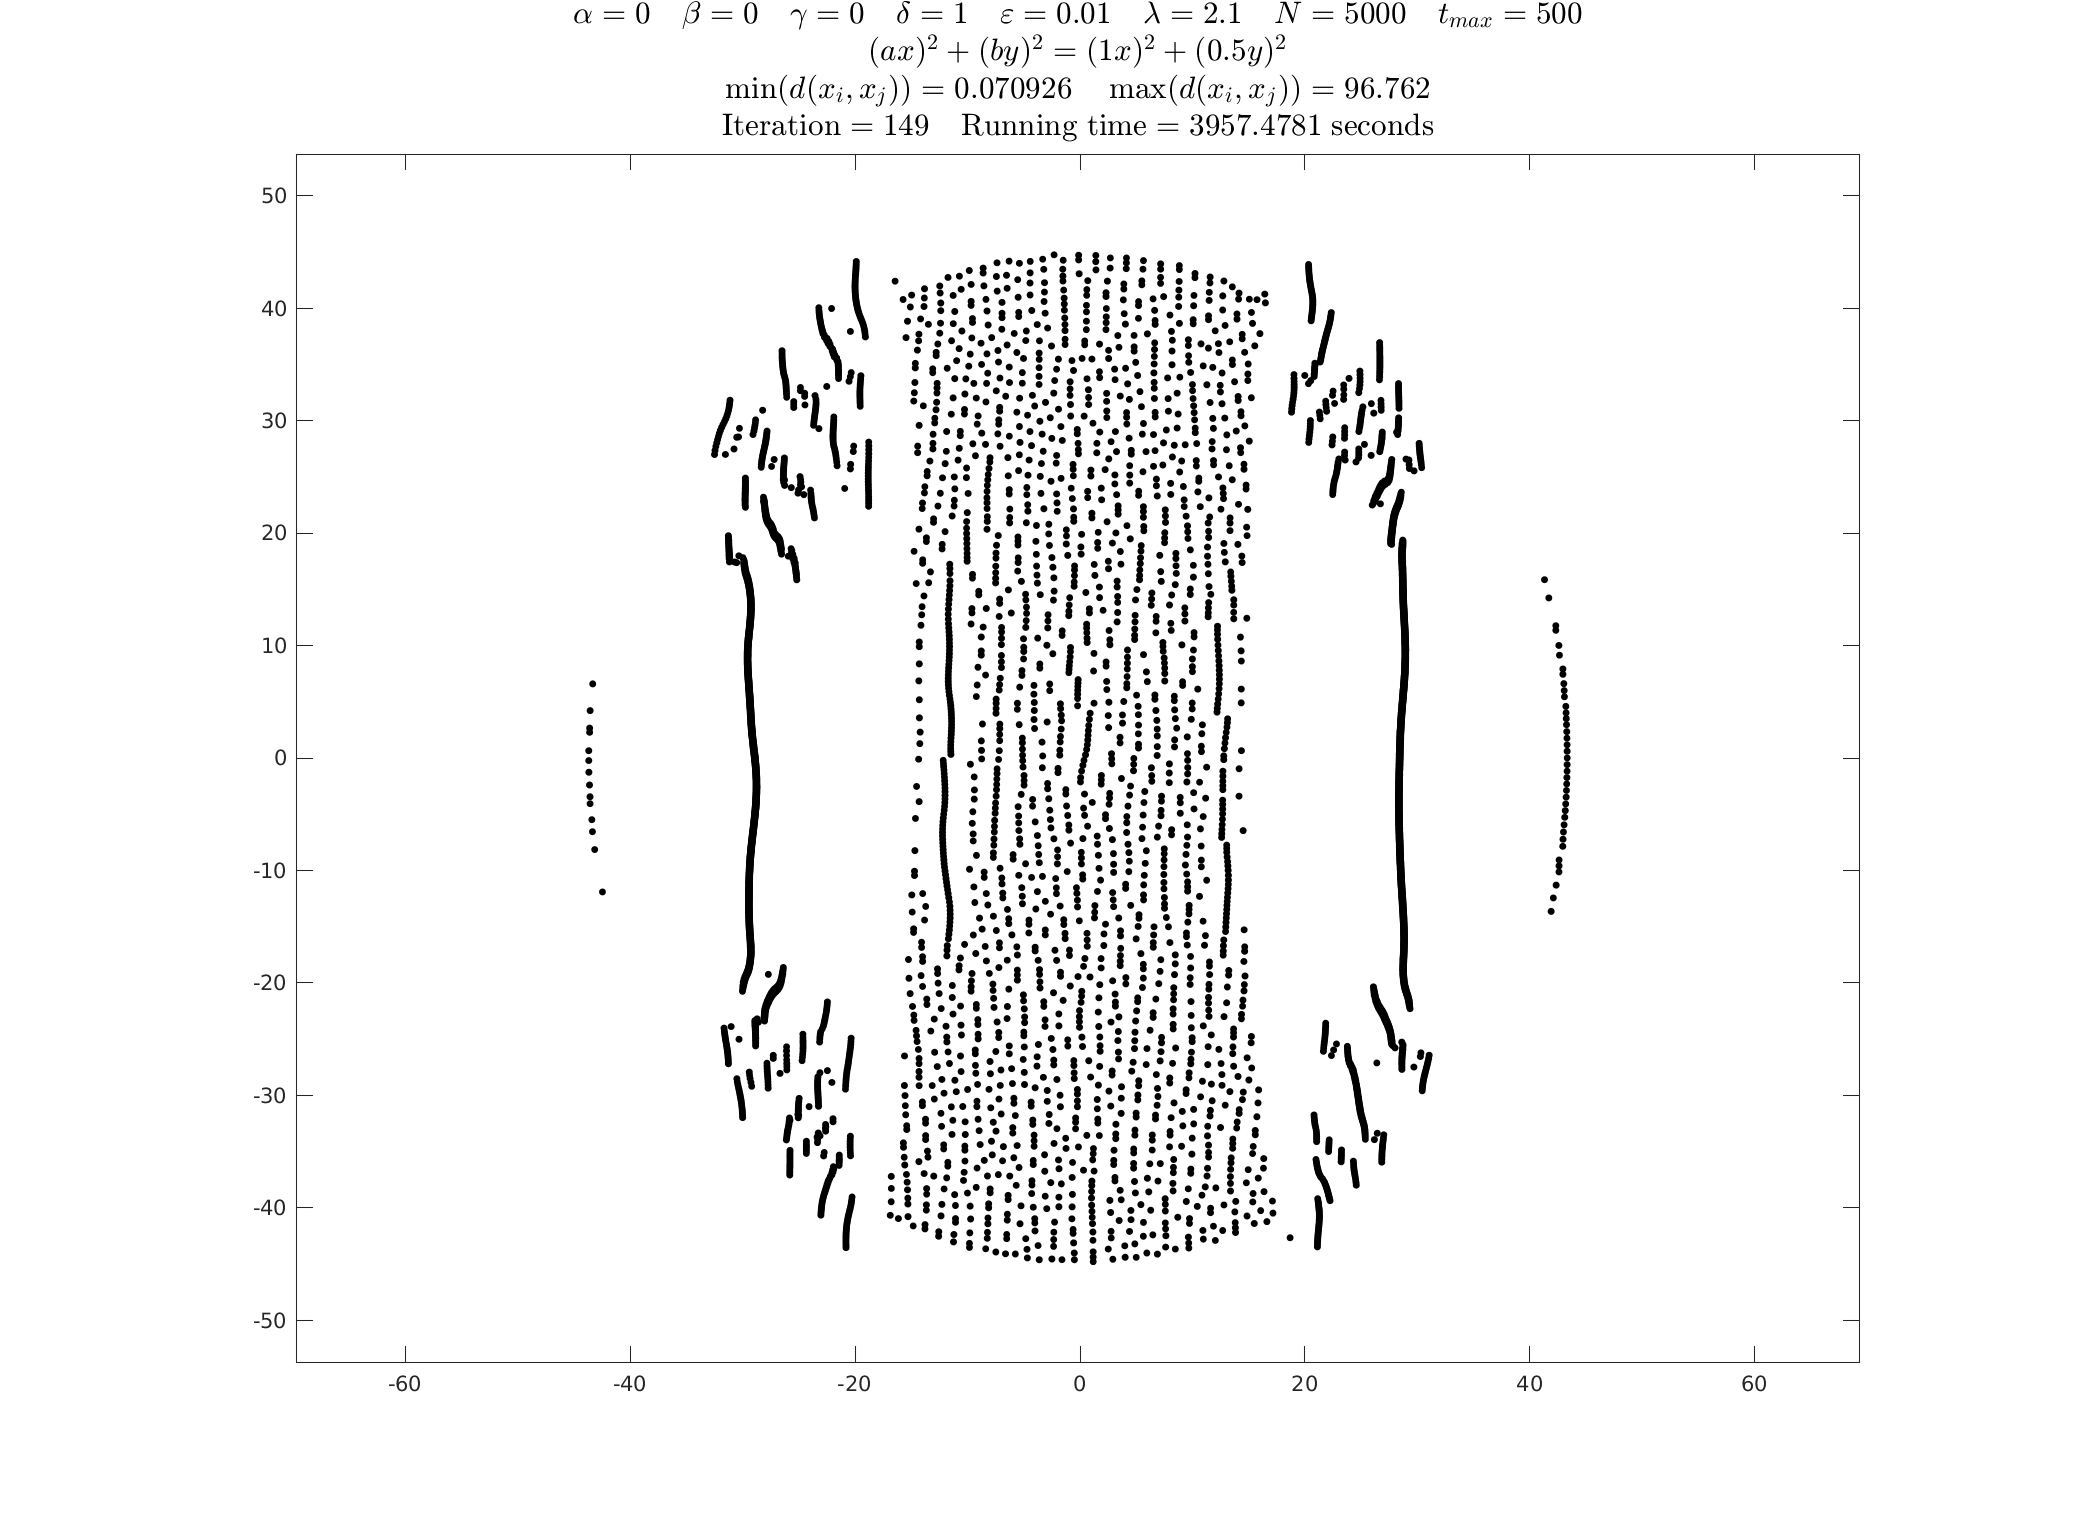 α = 0 β = 0 γ = 0 δ = 1 ε = 0.01 λ = 2.1 N = 5000 t_max = 500
(ax)² + (by)² = (1x)² + (0.5y)²
min(d(x_i, x_j)) = 0.070926 max(d(x_i, x_j)) = 96.762
Iteration = 149 Running time = 3957.4781 seconds
50
40
30
20
10
0
-10
-20
-30
-40
-50
-60 -40 -20 0 20 40 60